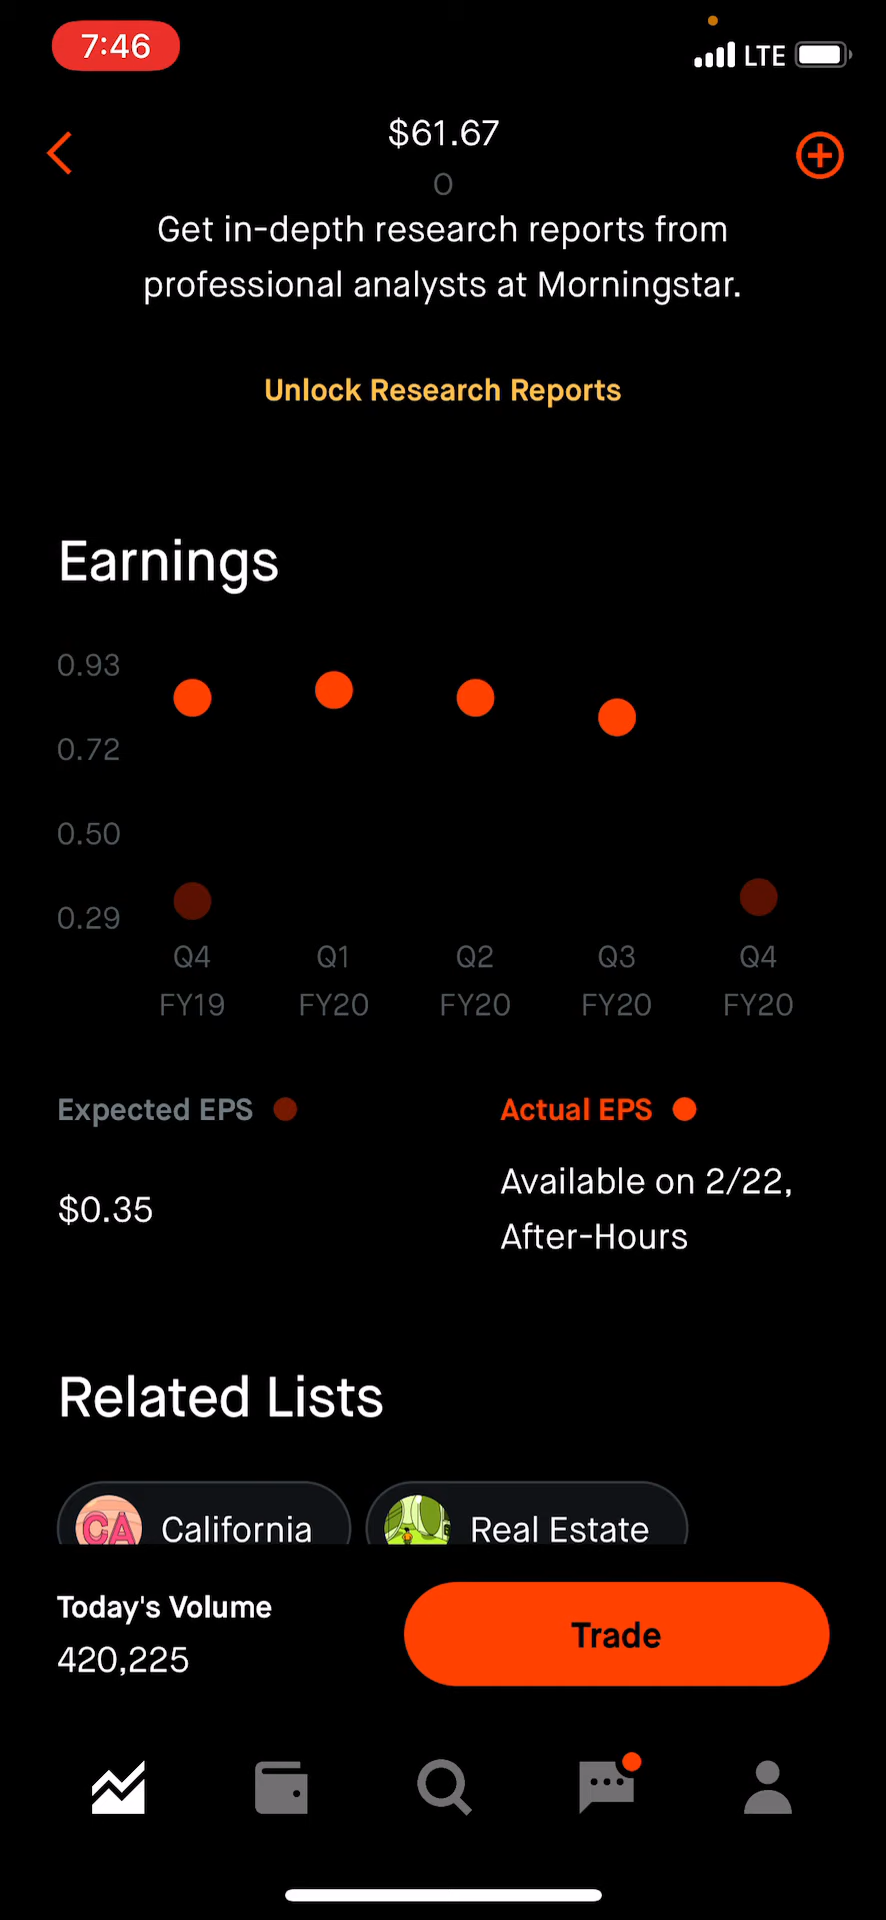 7:46
LTE
$61.67
O
Get in-depth research reports from
professional analysts at Morningstar.
Unlock Research Reports
Earnings
0.93
0.72
0.50
0.29
Q4 Q1 Q2 Q3 Q4
FY19 FY20 FY20 FY20 FY20
Expected EPS
$0.35
Actual EPS
Available on 2/22,
After-Hours
Related Lists
CA California
Real Estate
Today's Volume
420,225
Trade